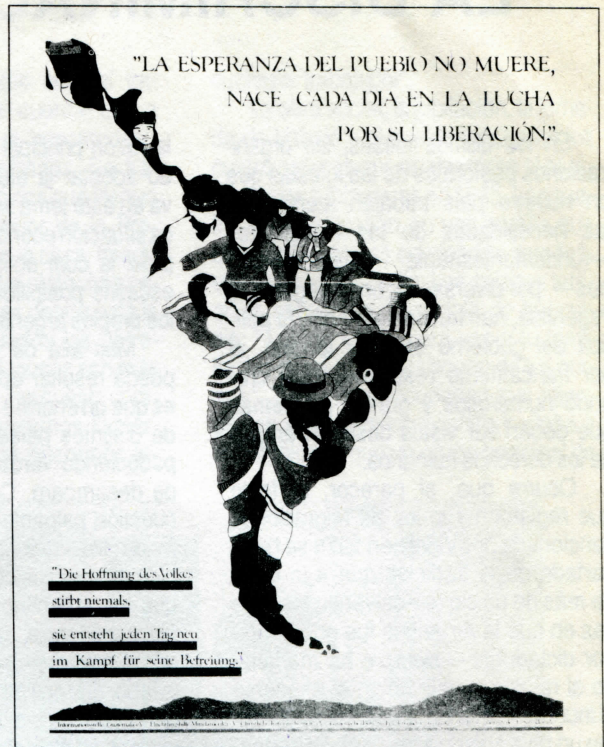 "LA ESPERANZA DEL PUEBLO NO MUERE,
NACE CADA DIA EN LA LUCHA
POR SU LIBERACIÓN."
"Die Hoffnung des Volkes
stirbt niemals,
sie entsteht jeden Tag neu
im Kampf für seine Befreiung."